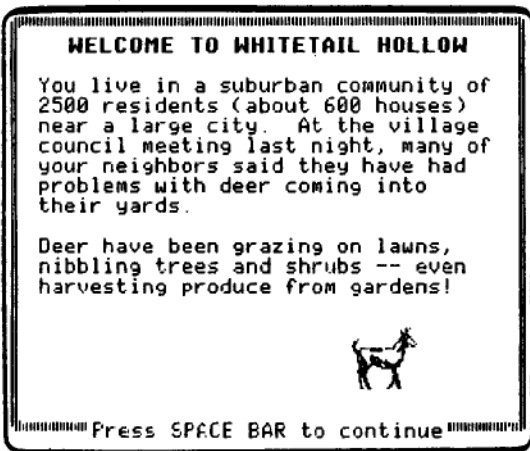 WELCOME TO WHITETAIL HOLLOW
You live in a suburban community of
2500 residents (about 600 houses)
near a large city. At the village
council meeting last night, many of
your neighbors said they have had
problems with deer coming into
their yards.
Deer have been grazing on lawns,
nibbling trees and shrubs -- even
harvesting produce from gardens!
Press SPACE BAR to continue